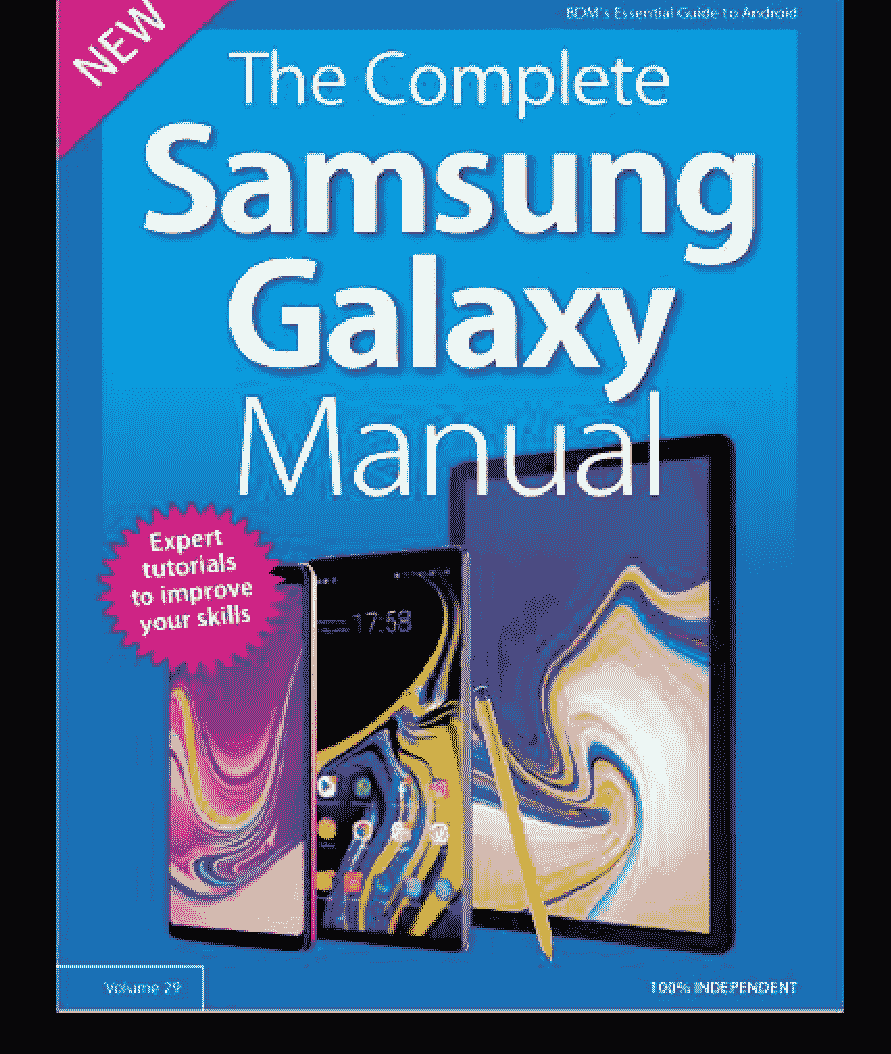 NEW
BDM's Essential Guide to Android
The Complete
Samsung
Galaxy
Manual
Expert
tutorials
to improve
your skills
17:58
Volume 29
100% INDEPENDENT